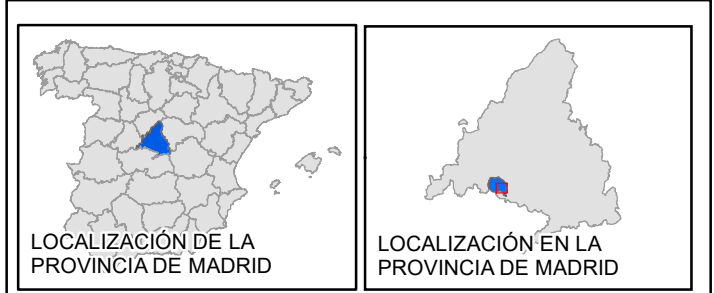 LOCALIZACIÓN DE LA
PROVINCIA DE MADRID
LOCALIZACIÓN EN LA
PROVINCIA DE MADRID